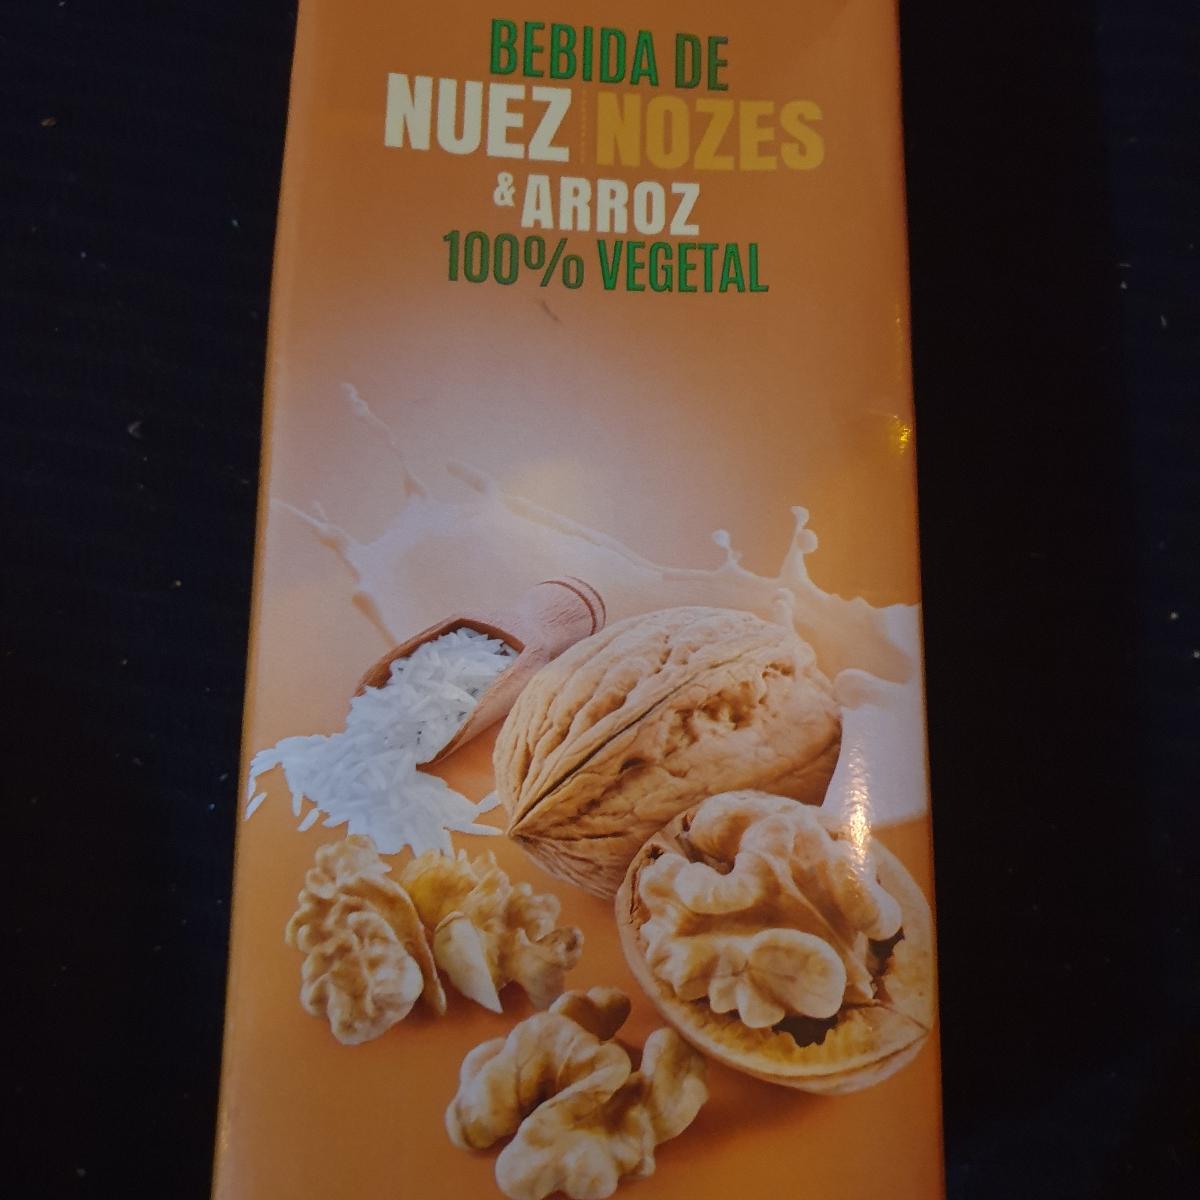 BEBIDA DE
NUEZ NOZES
& ARROZ
100% VEGETAL